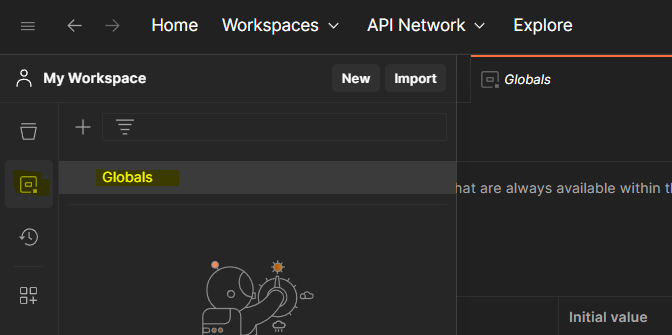 Home Workspaces API Network Explore
My Workspace New Import
Globals
Globals
hat are always available within th
Initial value